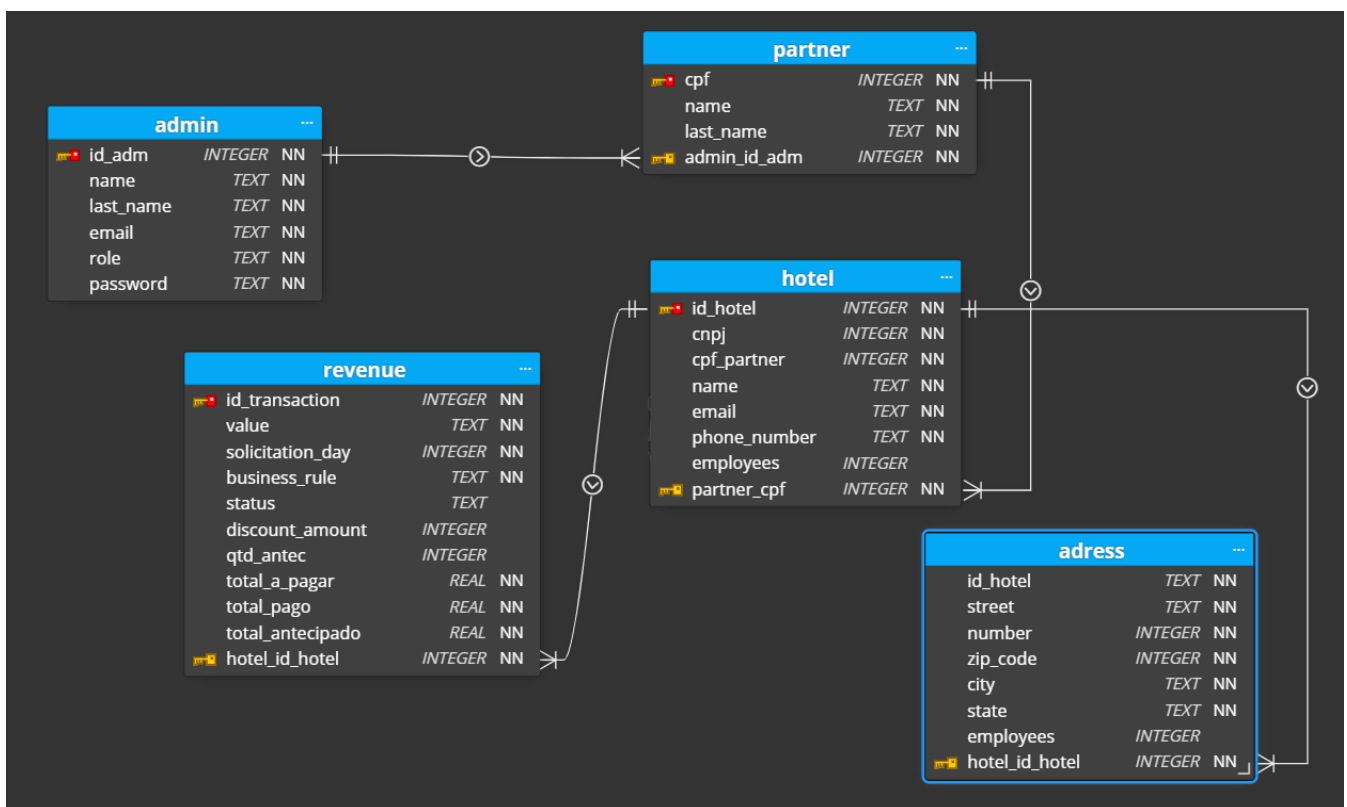 partner
cpf INTEGER NN
name TEXT NN
last_name TEXT NN
admin_id_adm INTEGER NN
admin
id_adm INTEGER NN
name TEXT NN
last_name TEXT NN
email TEXT NN
role TEXT NN
password TEXT NN
hotel
id_hotel INTEGER NN
cnpj INTEGER NN
cpf_partner INTEGER NN
name TEXT NN
email TEXT NN
phone_number TEXT NN
employees INTEGER
partner_cpf INTEGER NN
revenue
id_transaction INTEGER NN
value TEXT NN
solicitation_day INTEGER NN
business_rule TEXT NN
status TEXT
discount_amount INTEGER
qtd_antec INTEGER
total_a_pagar REAL NN
total_pago REAL NN
total_antecipado REAL NN
hotel_id_hotel INTEGER NN
adress
id_hotel TEXT NN
street TEXT NN
number INTEGER NN
zip_code INTEGER NN
city TEXT NN
state TEXT NN
employees INTEGER
hotel_id_hotel INTEGER NN